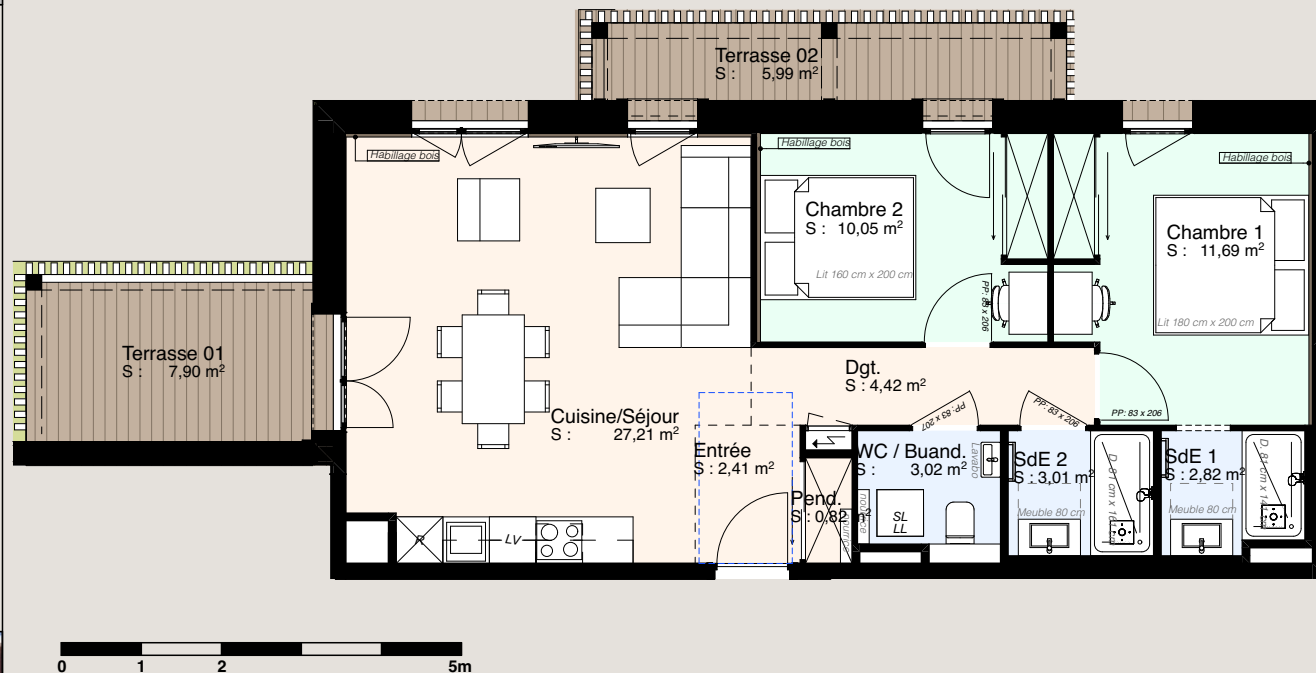 Terrasse 02
S : 5,99 m²
Habillage bois
Habillage bois
Habillage bois
Chambre 2
S : 10,05 m²
Lit 160 cm x 200 cm
PP: 83 x 206
Chambre 1
S : 11,69 m²
Lit 180 cm x 200 cm
PP: 83 x 206
Terrasse 01
S : 7,90 m²
Dgt.
S : 4,42 m²
PP: 83 x 207
PP: 83 x 206
Cuisine/Séjour
S : 27,21 m²
Entrée
S : 2,41 m²
WC / Buand.
S : 3,02 m²
Lavabo
SdE 2
S : 3,01 m²
Meuble 80 cm
SdE 1
S : 2,82 m²
Meuble 80 cm
Pend.
S : 0,82 m²
SL
LL
R
LV
0 1 2 5m